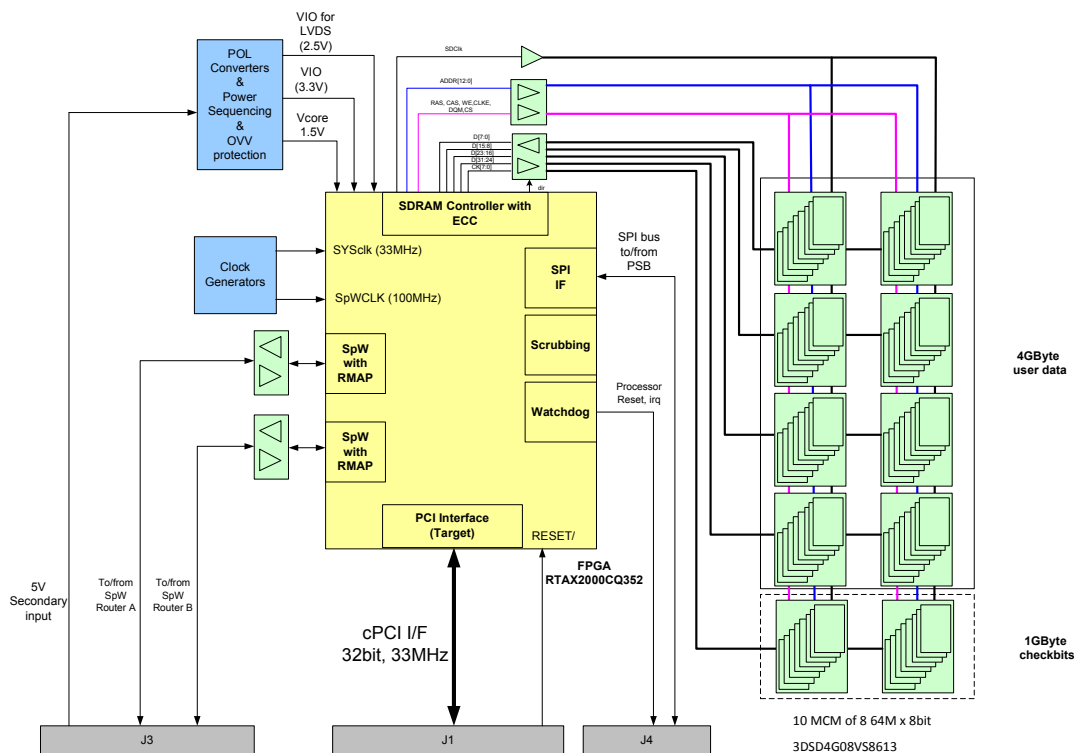 VIO for
LVDS
(2.5V)
VIO
(3.3V)
Vcore
1.5V
POL
Converters
&
Power
Sequencing
&
OVV
protection
SDClk
ADDR[12:0]
RAS, CAS, WE,CLKE,
DQM,CS
D[7:0]
D[15:8]
D[23:16]
D[31:24]
CK[7:0]
dir
SDRAM Controller with
ECC
SYSclk (33MHz)
Clock
Generators
SpWCLK (100MHz)
SPI
IF
SPI bus
to/from
PSB
SpW
with
RMAP
Scrubbing
Watchdog
Processor
Reset, irq
SpW
with
RMAP
PCI Interface
(Target)
RESET/
FPGA
RTAX2000CQ352
4GByte
user data
1GByte
checkbits
5V
Secondary
input
To/from
SpW
Router A
To/from
SpW
Router B
cPCI I/F
32bit, 33MHz
10 MCM of 8 64M x 8bit
3DSD4G08VS8613
J3
J1
J4